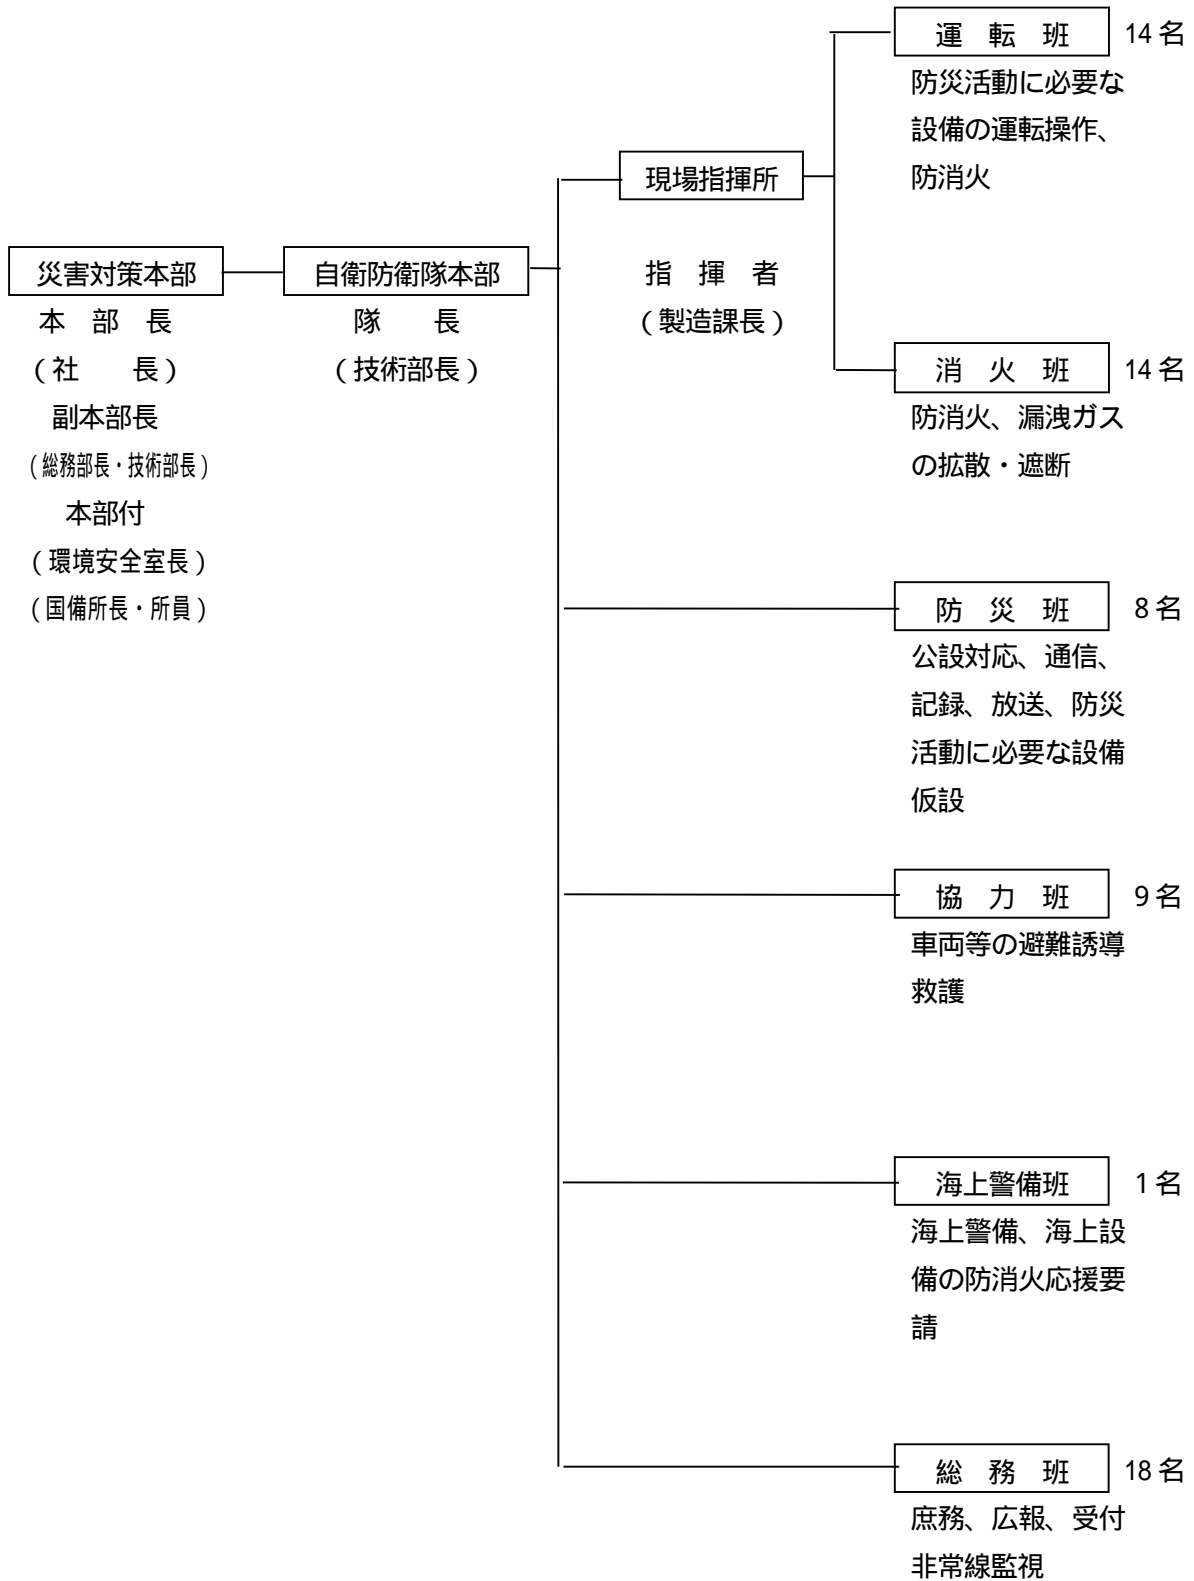 災害対策本部
本 部 長
(社 長)
副本部長
(総務部長・技術部長)
本部付
(環境安全室長)
(国備所長・所員)
自衛防衛隊本部
隊 長
(技術部長)
現場指揮所
指 揮 者
(製造課長)
運 転 班 14名
防災活動に必要な
設備の運転操作、
防消火
消 火 班 14名
防消火、漏洩ガス
の拡散・遮断
防 災 班 8名
公設対応、通信、
記録、放送、防災
活動に必要な設備
仮設
協 力 班 9名
車両等の避難誘導
救護
海上警備班 1名
海上警備、海上設
備の防消火応援要
請
総 務 班 18名
庶務、広報、受付
非常線監視